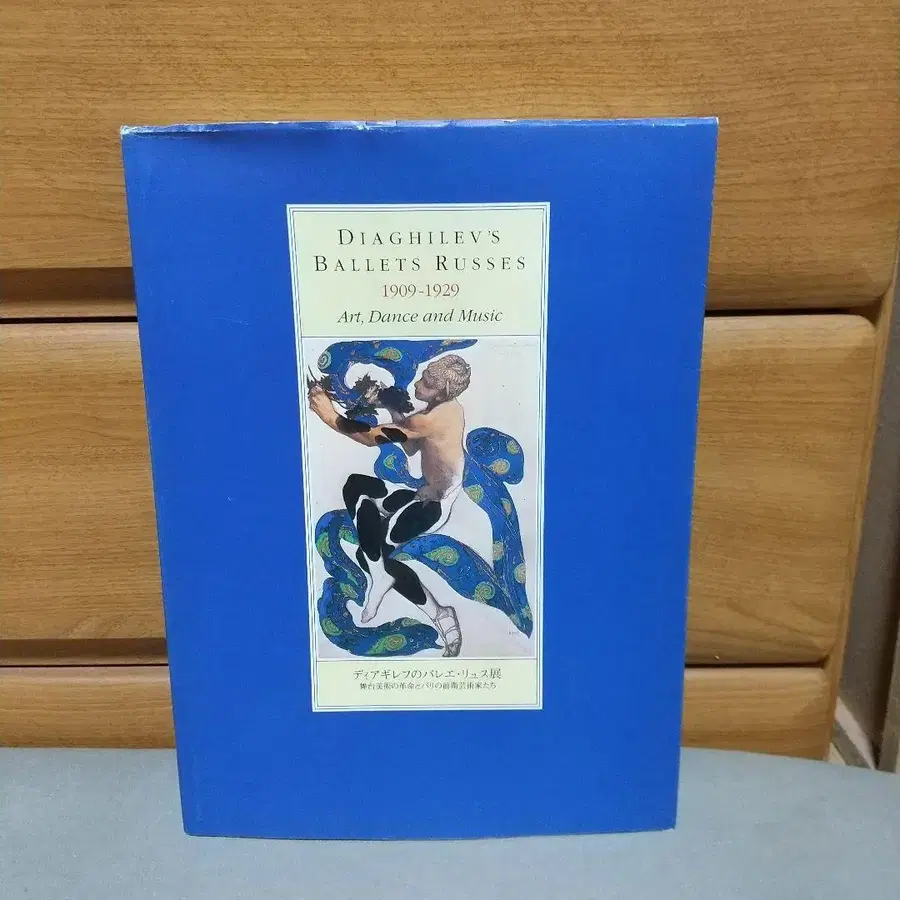 DIAGHILEV'S
BALLETS RUSSES
1909-1929
Art, Dance and Music
ディアギレフのバレエ・リュス展
舞台美術の革命とパリの前衛芸術家たち